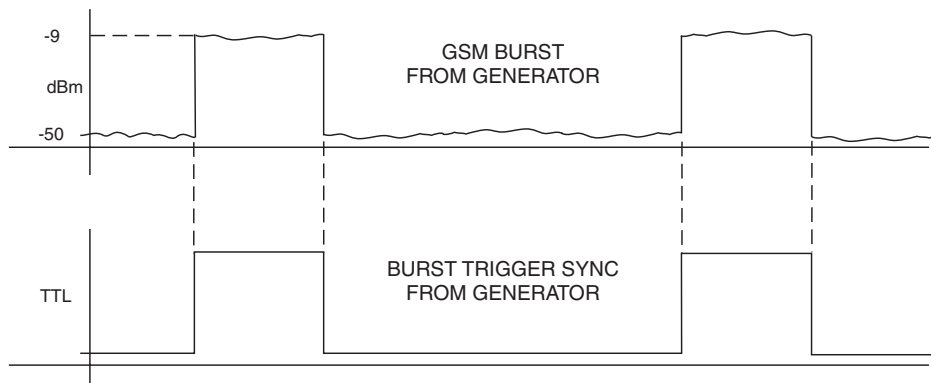 -9
GSM BURST
FROM GENERATOR
dBm
-50
BURST TRIGGER SYNC
FROM GENERATOR
TTL